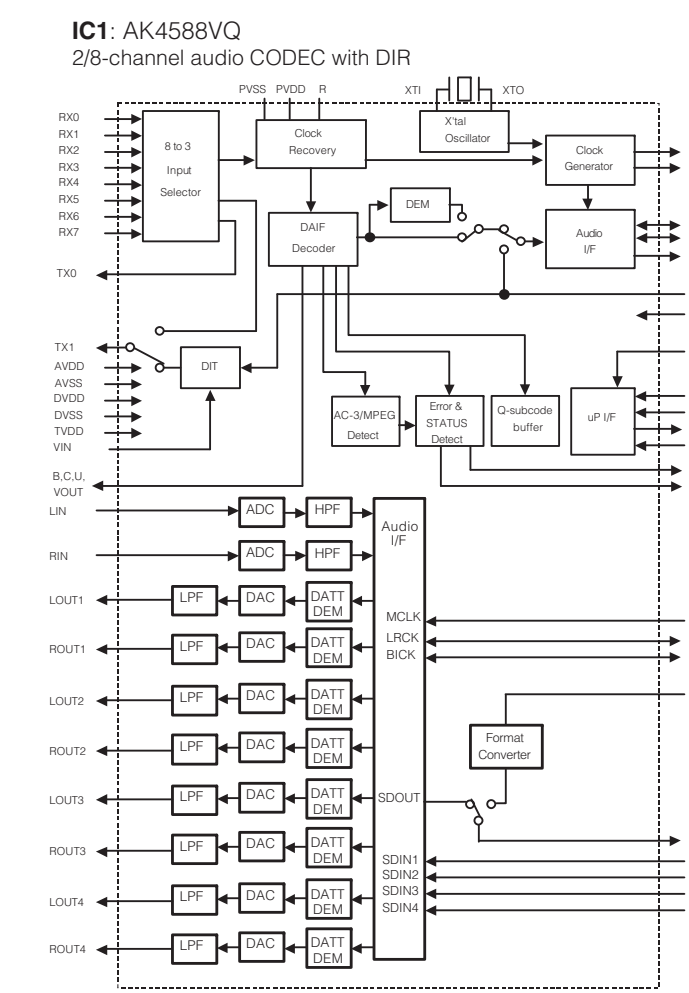 IC1: AK4588VQ
2/8-channel audio CODEC with DIR
PVSS PVDD R
XTI XTO
RX0
RX1
RX2
RX3
RX4
RX5
RX6
RX7
8 to 3
Input
Selector
Clock
Recovery
X'tal
Oscillator
Clock
Generator
DEM
DAIF
Decoder
Audio
I/F
TX0
TX1
AVDD
AVSS
DVDD
DVSS
TVDD
VIN
DIT
AC-3/MPEG
Detect
Error &
STATUS
Detect
Q-subcode
buffer
uP I/F
B,C,U,
VOUT
LIN
ADC HPF
Audio
I/F
RIN
ADC HPF
LOUT1
LPF DAC DATT
DEM
MCLK
LRCK
BICK
ROUT1
LPF DAC DATT
DEM
LOUT2
LPF DAC DATT
DEM
ROUT2
LPF DAC DATT
DEM
Format
Converter
LOUT3
LPF DAC DATT
DEM
SDOUT
ROUT3
LPF DAC DATT
DEM
SDIN1
SDIN2
SDIN3
SDIN4
LOUT4
LPF DAC DATT
DEM
ROUT4
LPF DAC DATT
DEM